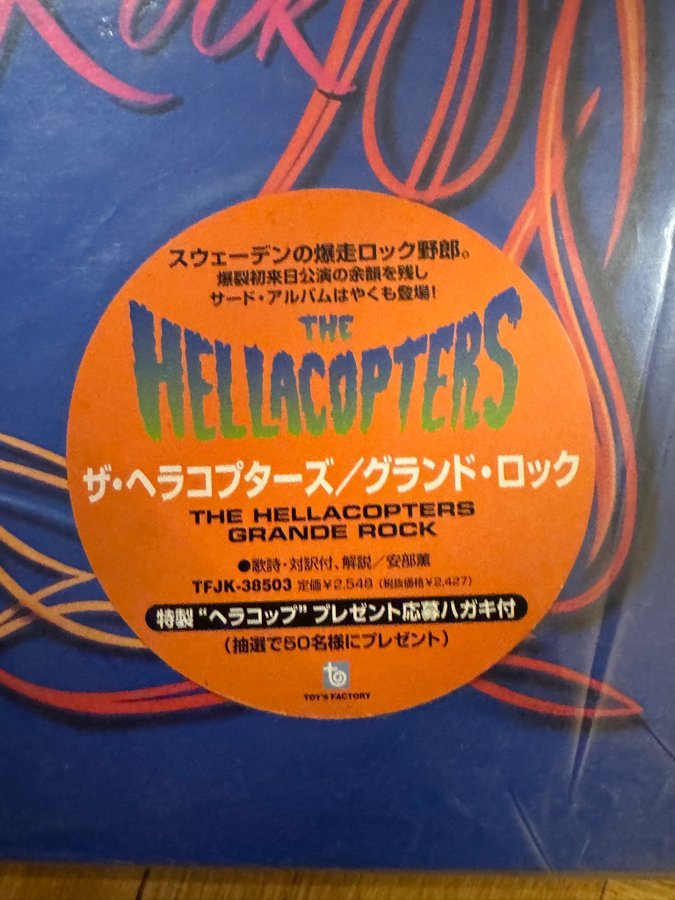 Rock
スウェーデンの爆走ロック野郎。
爆裂初来日公演の余韻を残し
サード・アルバムはやくも登場!
THE
HELLACOPTERS
ザ・ヘラコプターズ/グランド・ロック
THE HELLACOPTERS
GRANDE ROCK
●歌詩・対訳付、解説/安部薫
TFJK-38503 定価¥2,548 (税抜価格¥2,427)
特製“ヘラコップ”プレゼント応募ハガキ付
(抽選で50名様にプレゼント)
to
TOY'S FACTORY